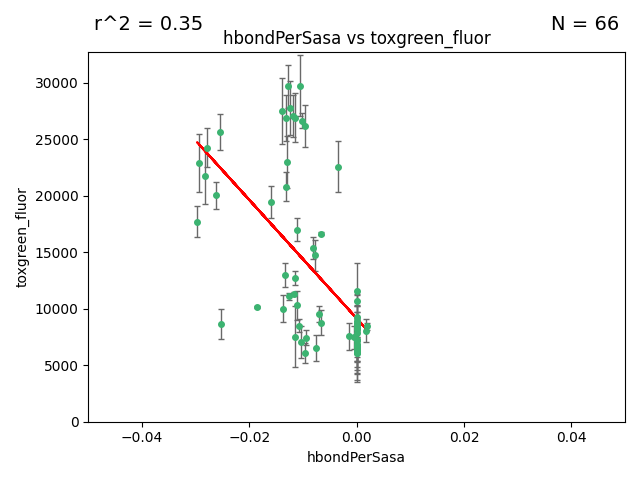 r^2 = 0.35
N = 66
hbondPerSasa vs toxgreen_fluor
30000
25000
20000
15000
10000
5000
0
toxgreen_fluor
−0.04
−0.02
0.00
0.02
0.04
hbondPerSasa